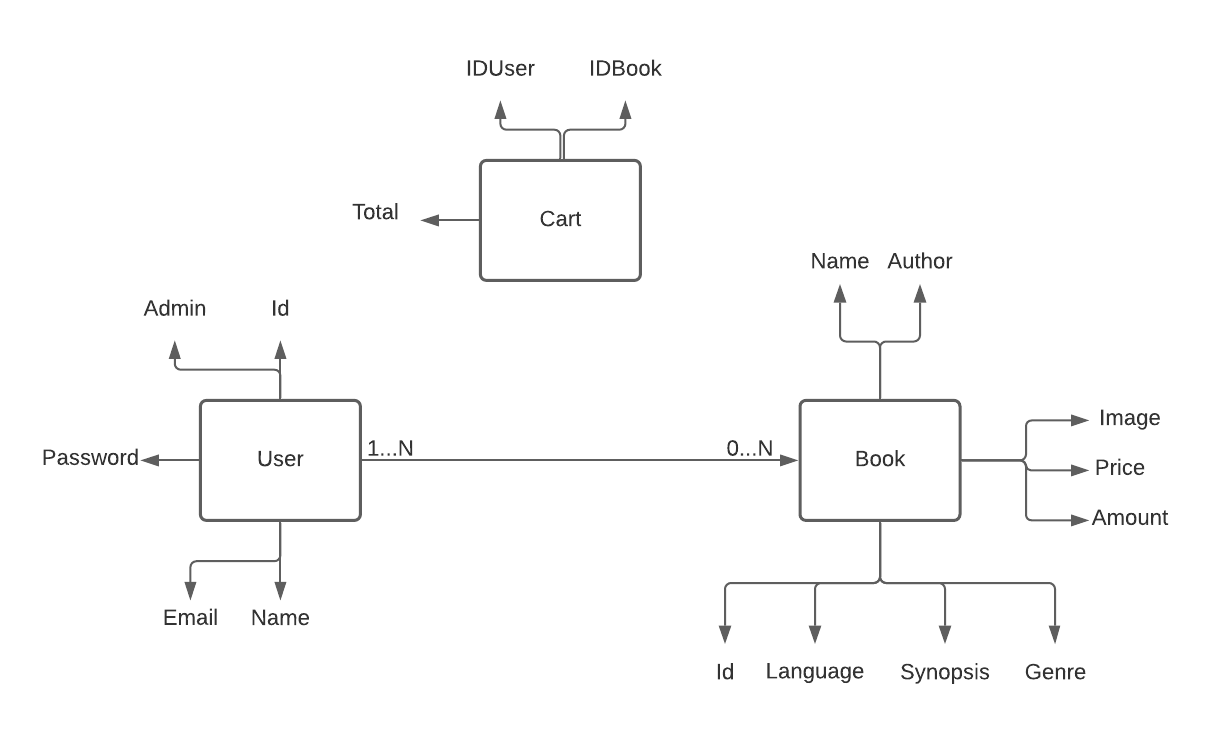 IDUser IDBook
Total
Cart
Name Author
Admin Id
Image
Password
User
1...N
0...N
Book
Price
Amount
Email Name
Id Language Synopsis Genre